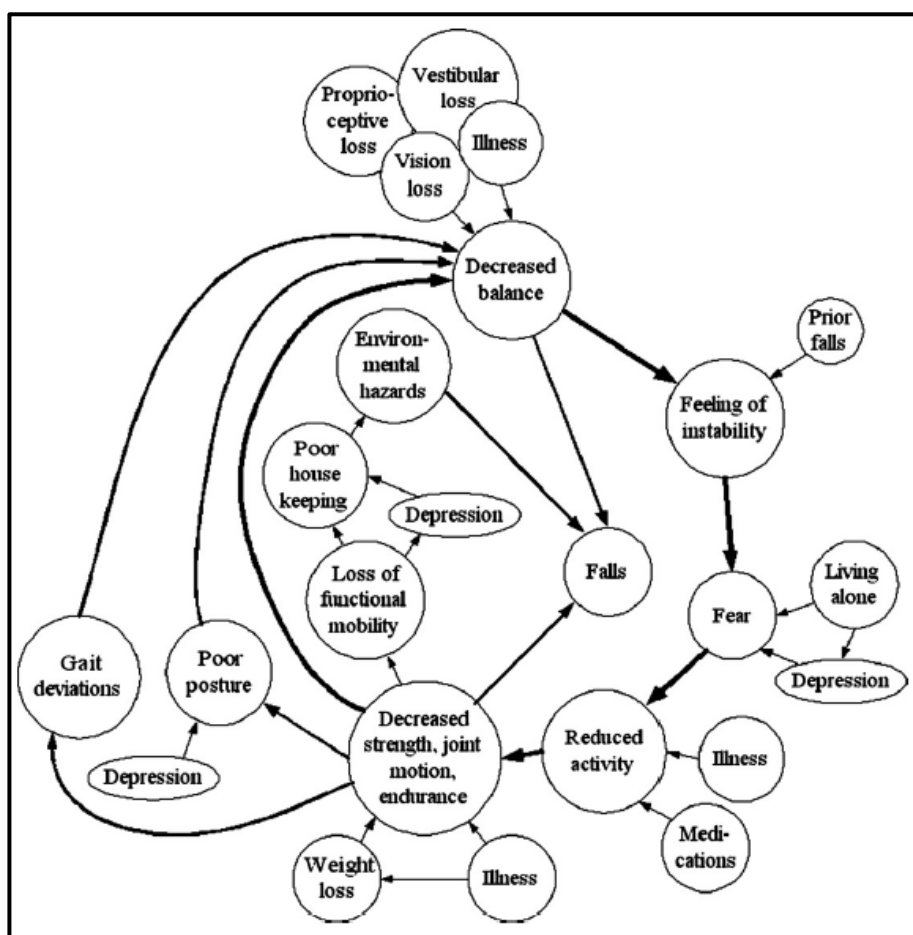 Vestibular
loss
Proprio-
ceptive
loss
Illness
Vision
loss
Decreased
balance
Prior
falls
Environ-
mental
hazards
Feeling of
instability
Poor
house
keeping
Depression
Loss of
functional
mobility
Falls
Living
alone
Fear
Gait
deviations
Poor
posture
Depression
Decreased
strength, joint
motion,
endurance
Reduced
activity
Illness
Depression
Medi-
cations
Weight
loss
Illness